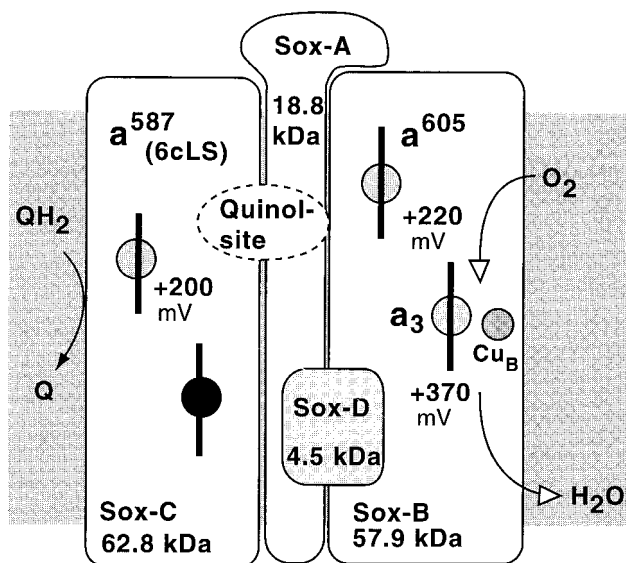 Sox-A
18.8
kDa
a⁵⁸⁷
(6cLS)
a⁶⁰⁵
QH₂
Quinol-
site
O₂
+220
mV
+200
mV
a₃
Cu_B
Q
+370
mV
Sox-D
4.5 kDa
H₂O
Sox-C
62.8 kDa
Sox-B
57.9 kDa